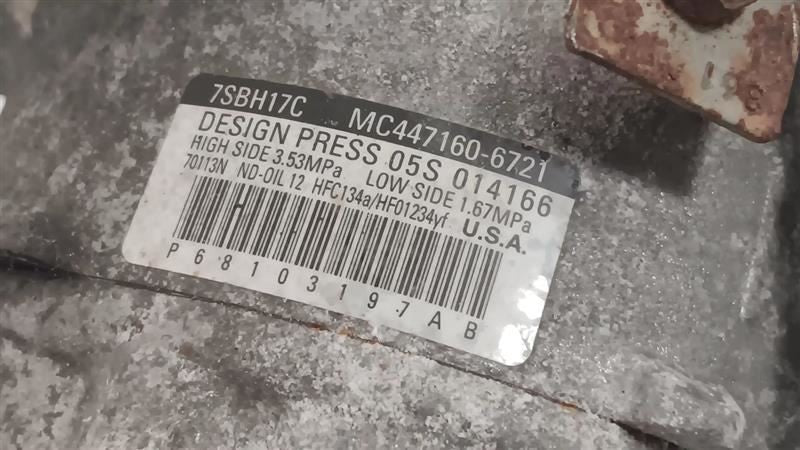 7SBH17C MC447160-6721
DESIGN PRESS 05S 014166
HIGH SIDE 3.53MPa LOW SIDE 1.67MPa
70113N ND-OIL 12 HFC134a/HFO1234yf U.S.A.
P68103197AB